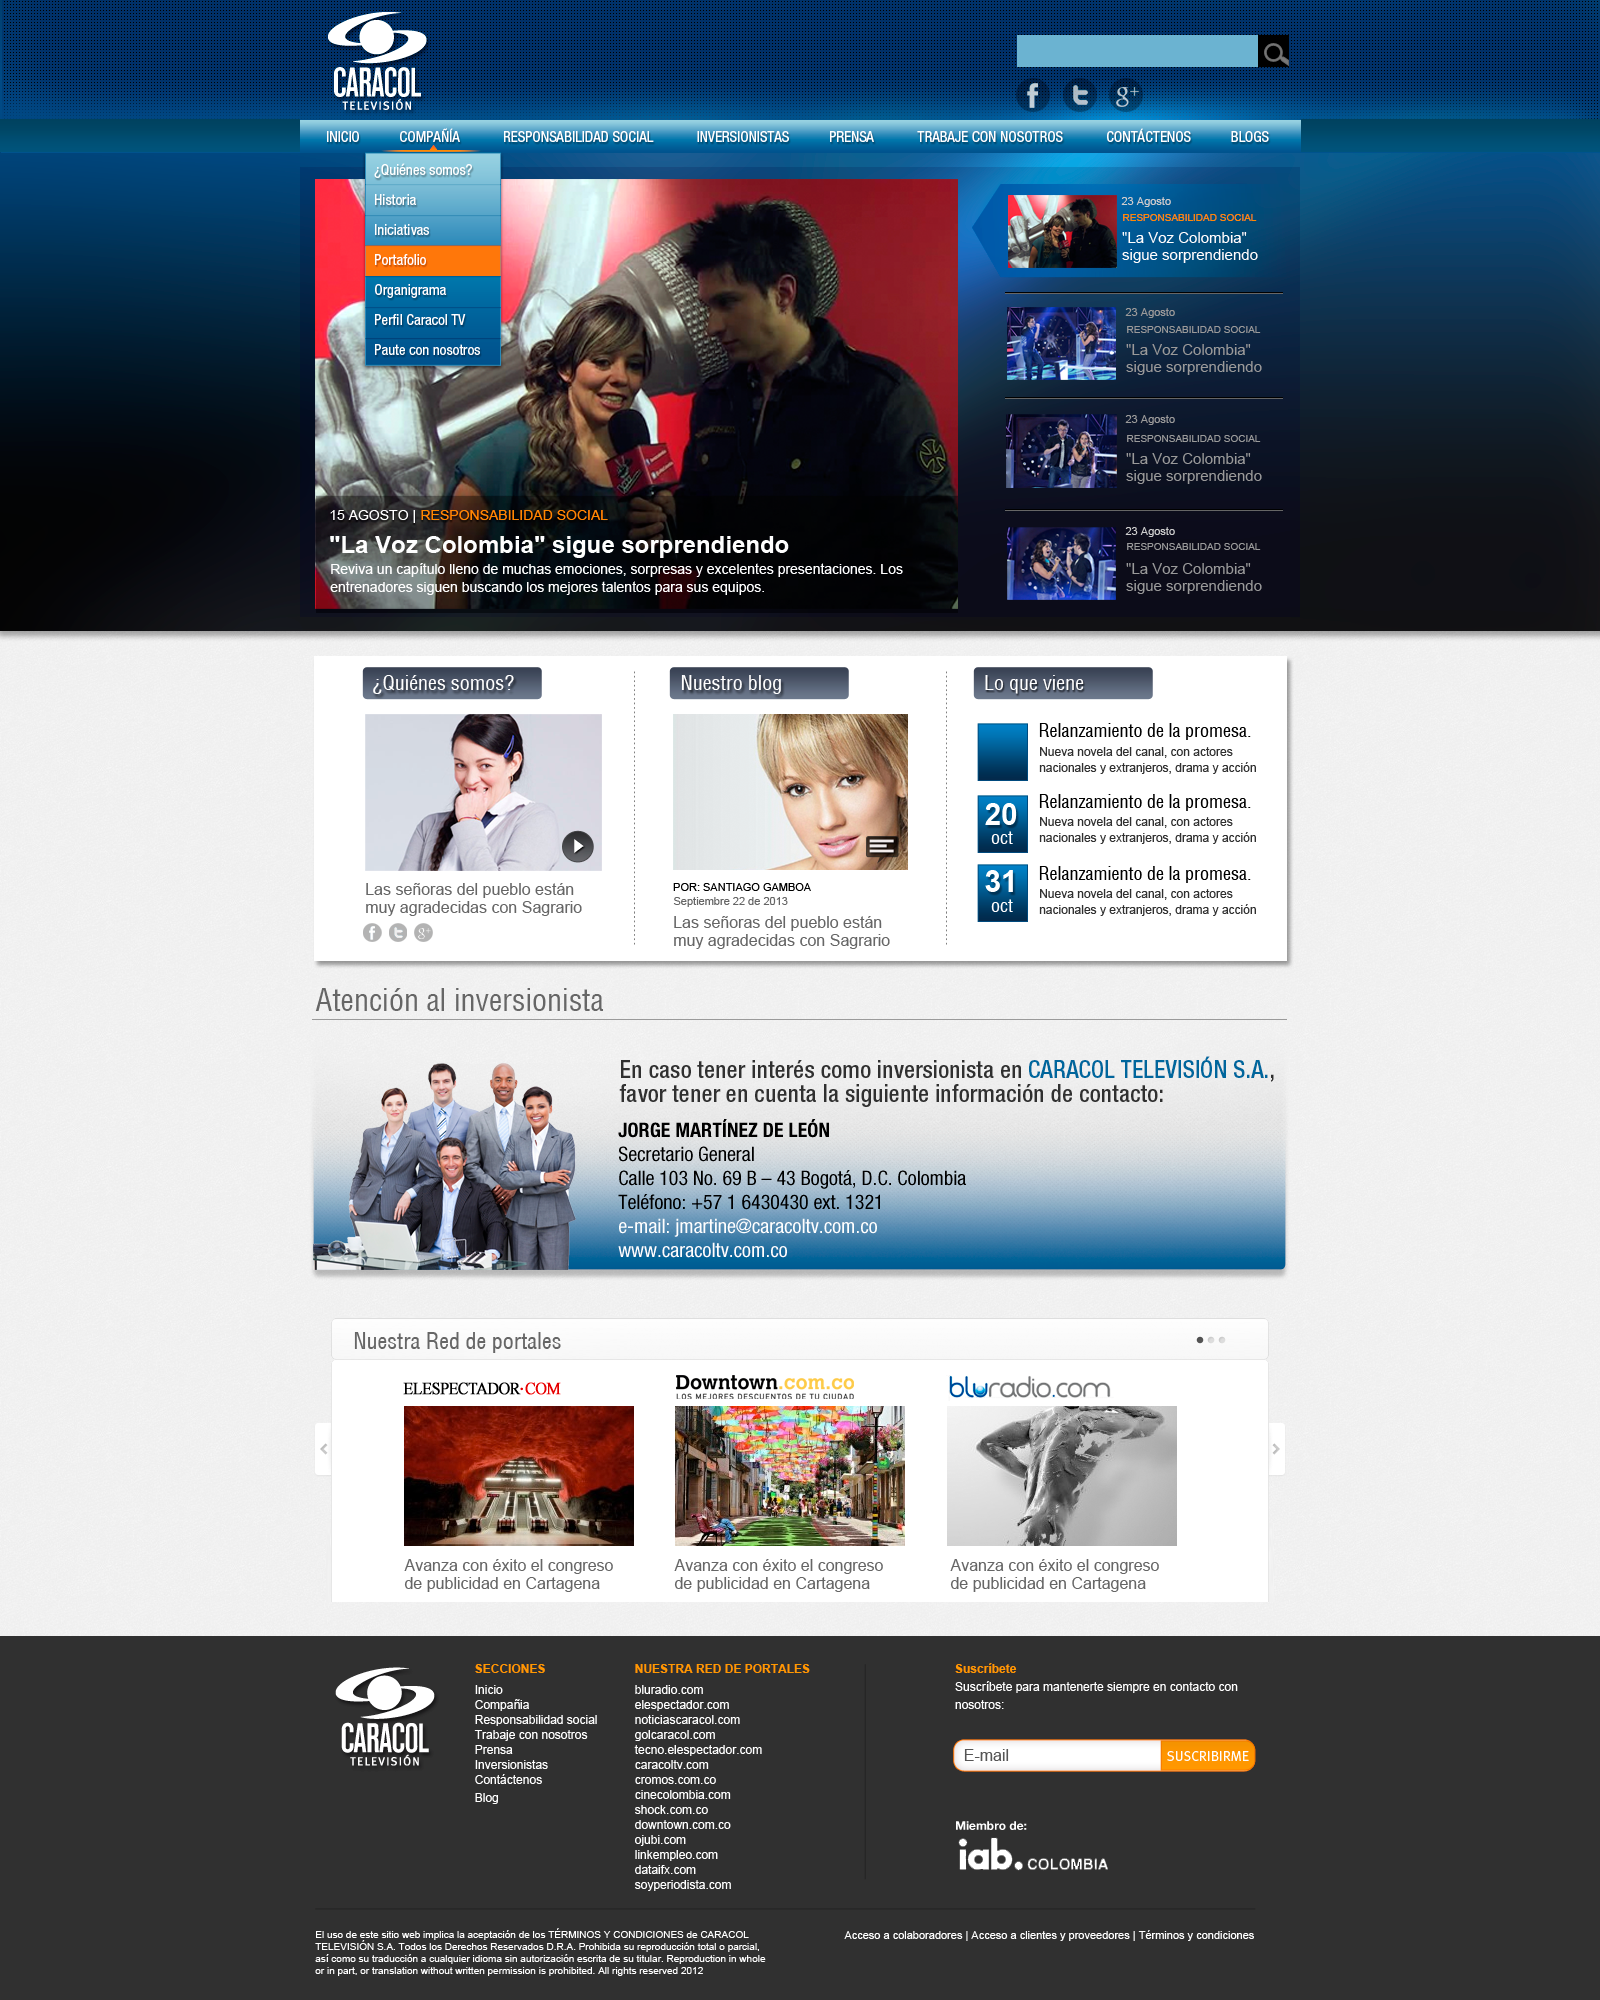 CARACOL
TELEVISIÓN
INICIO
COMPAÑÍA
RESPONSABILIDAD SOCIAL
INVERSIONISTAS
PRENSA
TRABAJE CON NOSOTROS
CONTÁCTENOS
BLOGS
¿Quiénes somos?
Historia
Iniciativas
Portafolio
Organigrama
Perfil Caracol TV
Paute con nosotros
15 AGOSTO | RESPONSABILIDAD SOCIAL
"La Voz Colombia" sigue sorprendiendo
Reviva un capítulo lleno de muchas emociones, sorpresas y excelentes presentaciones. Los
entrenadores siguen buscando los mejores talentos para sus equipos.
23 Agosto
RESPONSABILIDAD SOCIAL
"La Voz Colombia"
sigue sorprendiendo
23 Agosto
RESPONSABILIDAD SOCIAL
"La Voz Colombia"
sigue sorprendiendo
23 Agosto
RESPONSABILIDAD SOCIAL
"La Voz Colombia"
sigue sorprendiendo
23 Agosto
RESPONSABILIDAD SOCIAL
"La Voz Colombia"
sigue sorprendiendo
¿Quiénes somos?
Las señoras del pueblo están
muy agradecidas con Sagrario
Nuestro blog
POR: SANTIAGO GAMBOA
Septiembre 22 de 2013
Las señoras del pueblo están
muy agradecidas con Sagrario
Lo que viene
Relanzamiento de la promesa.
Nueva novela del canal, con actores
nacionales y extranjeros, drama y acción
20
oct
Relanzamiento de la promesa.
Nueva novela del canal, con actores
nacionales y extranjeros, drama y acción
31
oct
Relanzamiento de la promesa.
Nueva novela del canal, con actores
nacionales y extranjeros, drama y acción
Atención al inversionista
En caso tener interés como inversionista en CARACOL TELEVISIÓN S.A.,
favor tener en cuenta la siguiente información de contacto:
JORGE MARTÍNEZ DE LEÓN
Secretario General
Calle 103 No. 69 B – 43 Bogotá, D.C. Colombia
Teléfono: +57 1 6430430 ext. 1321
e-mail: jmartine@caracoltv.com.co
www.caracoltv.com.co
Nuestra Red de portales
ELESPECTADOR·COM
Avanza con éxito el congreso
de publicidad en Cartagena
Downtown.com.co
LOS MEJORES DESCUENTOS DE TU CIUDAD
Avanza con éxito el congreso
de publicidad en Cartagena
bluradio.com
Avanza con éxito el congreso
de publicidad en Cartagena
CARACOL
TELEVISIÓN
SECCIONES
Inicio
Compañia
Responsabilidad social
Trabaje con nosotros
Prensa
Inversionistas
Contáctenos
Blog
NUESTRA RED DE PORTALES
bluradio.com
elespectador.com
noticiascaracol.com
golcaracol.com
tecno.elespectador.com
caracoltv.com
cromos.com.co
cinecolombia.com
shock.com.co
downtown.com.co
ojubi.com
linkempleo.com
dataifx.com
soyperiodista.com
Suscríbete
Suscríbete para mantenerte siempre en contacto con
nosotros:
E-mail
SUSCRIBIRME
Miembro de:
iab. COLOMBIA
El uso de este sitio web implica la aceptación de los TÉRMINOS Y CONDICIONES de CARACOL
TELEVISIÓN S.A. Todos los Derechos Reservados D.R.A. Prohibida su reproducción total o parcial,
así como su traducción a cualquier idioma sin autorización escrita de su titular. Reproduction in whole
or in part, or translation without written permission is prohibited. All rights reserved 2012
Acceso a colaboradores | Acceso a clientes y proveedores | Términos y condiciones